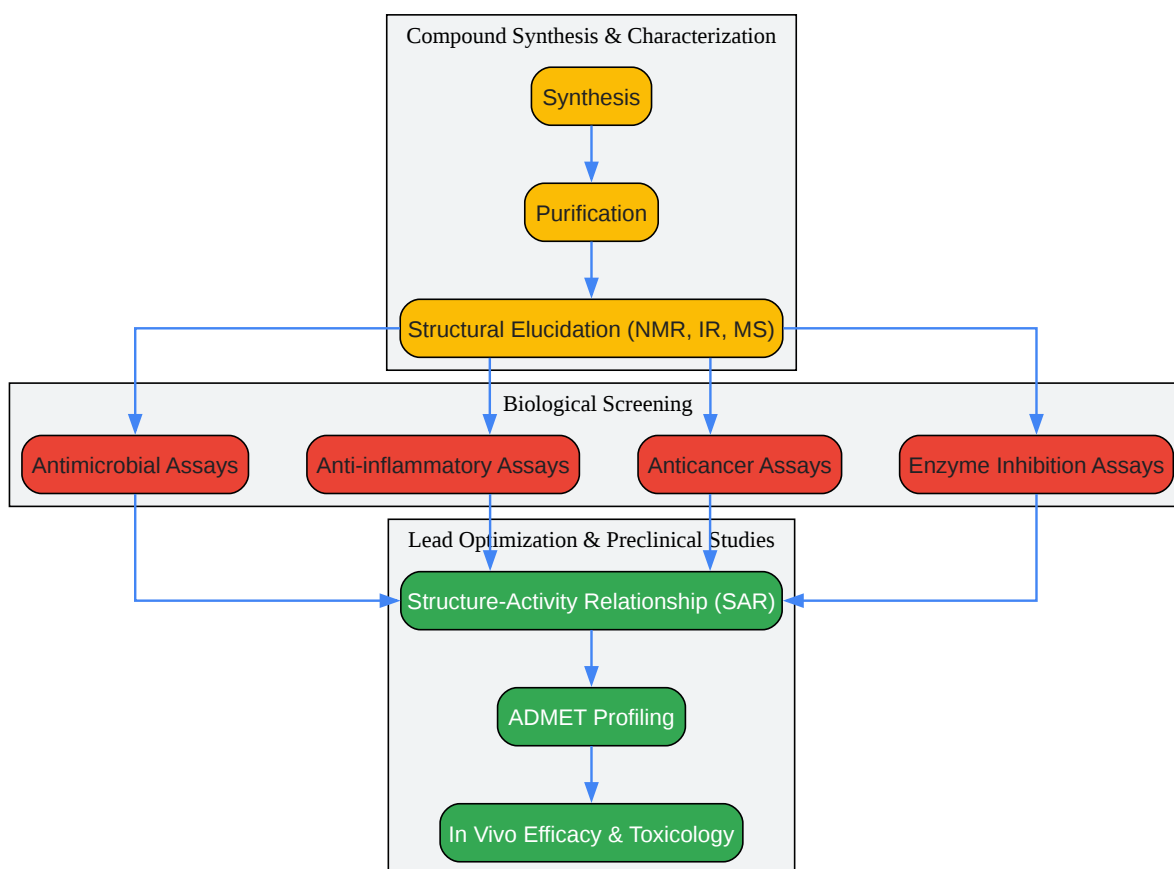 Compound Synthesis & Characterization
Synthesis
Purification
Structural Elucidation (NMR, IR, MS)
Biological Screening
Antimicrobial Assays
Anti-inflammatory Assays
Anticancer Assays
Enzyme Inhibition Assays
Lead Optimization & Preclinical Studies
Structure-Activity Relationship (SAR)
ADMET Profiling
In Vivo Efficacy & Toxicology